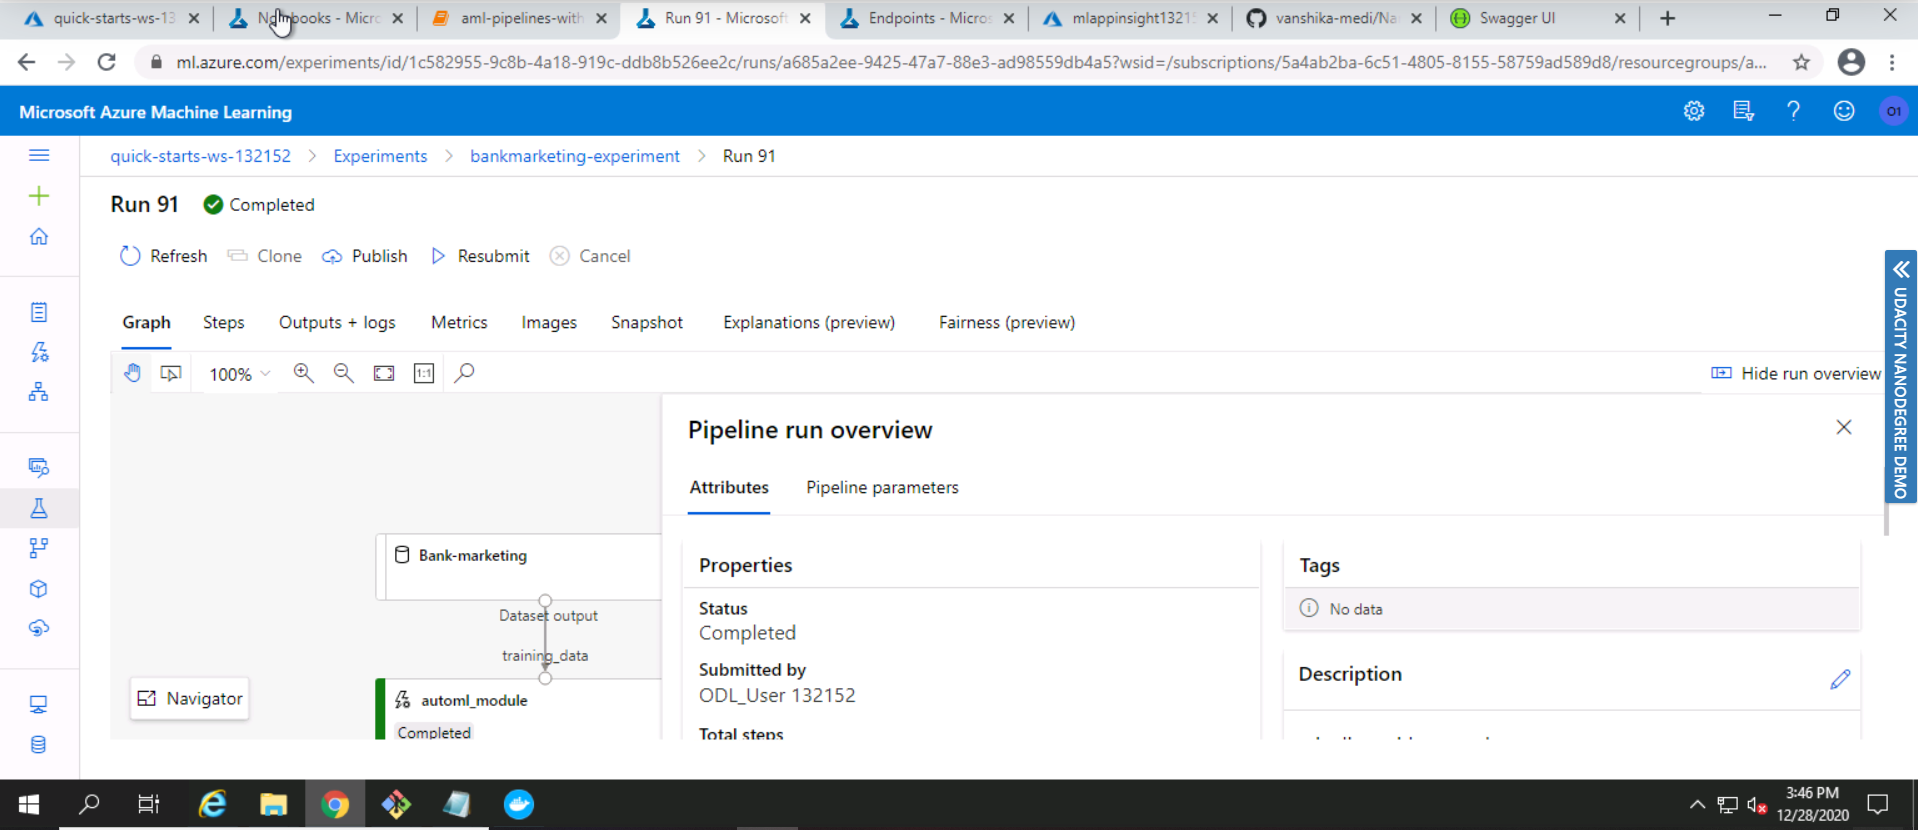 quick-starts-ws-13
Notebooks - Micro
aml-pipelines-with
Run 91 - Microsoft
Endpoints - Micros
mlappinsight1321
vanshika-medi/Na
Swagger UI
ml.azure.com/experiments/id/1c582955-9c8b-4a18-919c-ddb8b526ee2c/runs/a685a2ee-9425-47a7-88e3-ad98559db4a5?wsid=/subscriptions/5a4ab2ba-6c51-4805-8155-58759ad589d8/resourcegroups/a...
Microsoft Azure Machine Learning
O1
quick-starts-ws-132152 > Experiments > bankmarketing-experiment > Run 91
Run 91 Completed
Refresh Clone Publish Resubmit Cancel
Graph Steps Outputs + logs Metrics Images Snapshot Explanations (preview) Fairness (preview)
100% 1:1 Hide run overview
UDACITY NANODEGREE DEMO
Bank-marketing
Dataset output
training_data
automl_module
Completed
Navigator
Pipeline run overview
Attributes Pipeline parameters
Properties
Status
Completed
Submitted by
ODL_User 132152
Total steps
Tags
No data
Description
3:46 PM
12/28/2020